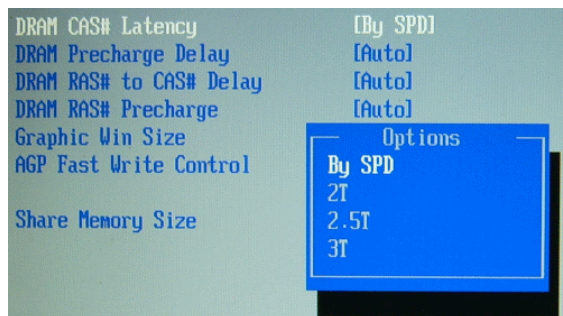 DRAM CAS# Latency [By SPD]
DRAM Precharge Delay [Auto]
DRAM RAS# to CAS# Delay [Auto]
DRAM RAS# Precharge [Auto]
Graphic Win Size
AGP Fast Write Control
Share Memory Size
Options
By SPD
2T
2.5T
3T